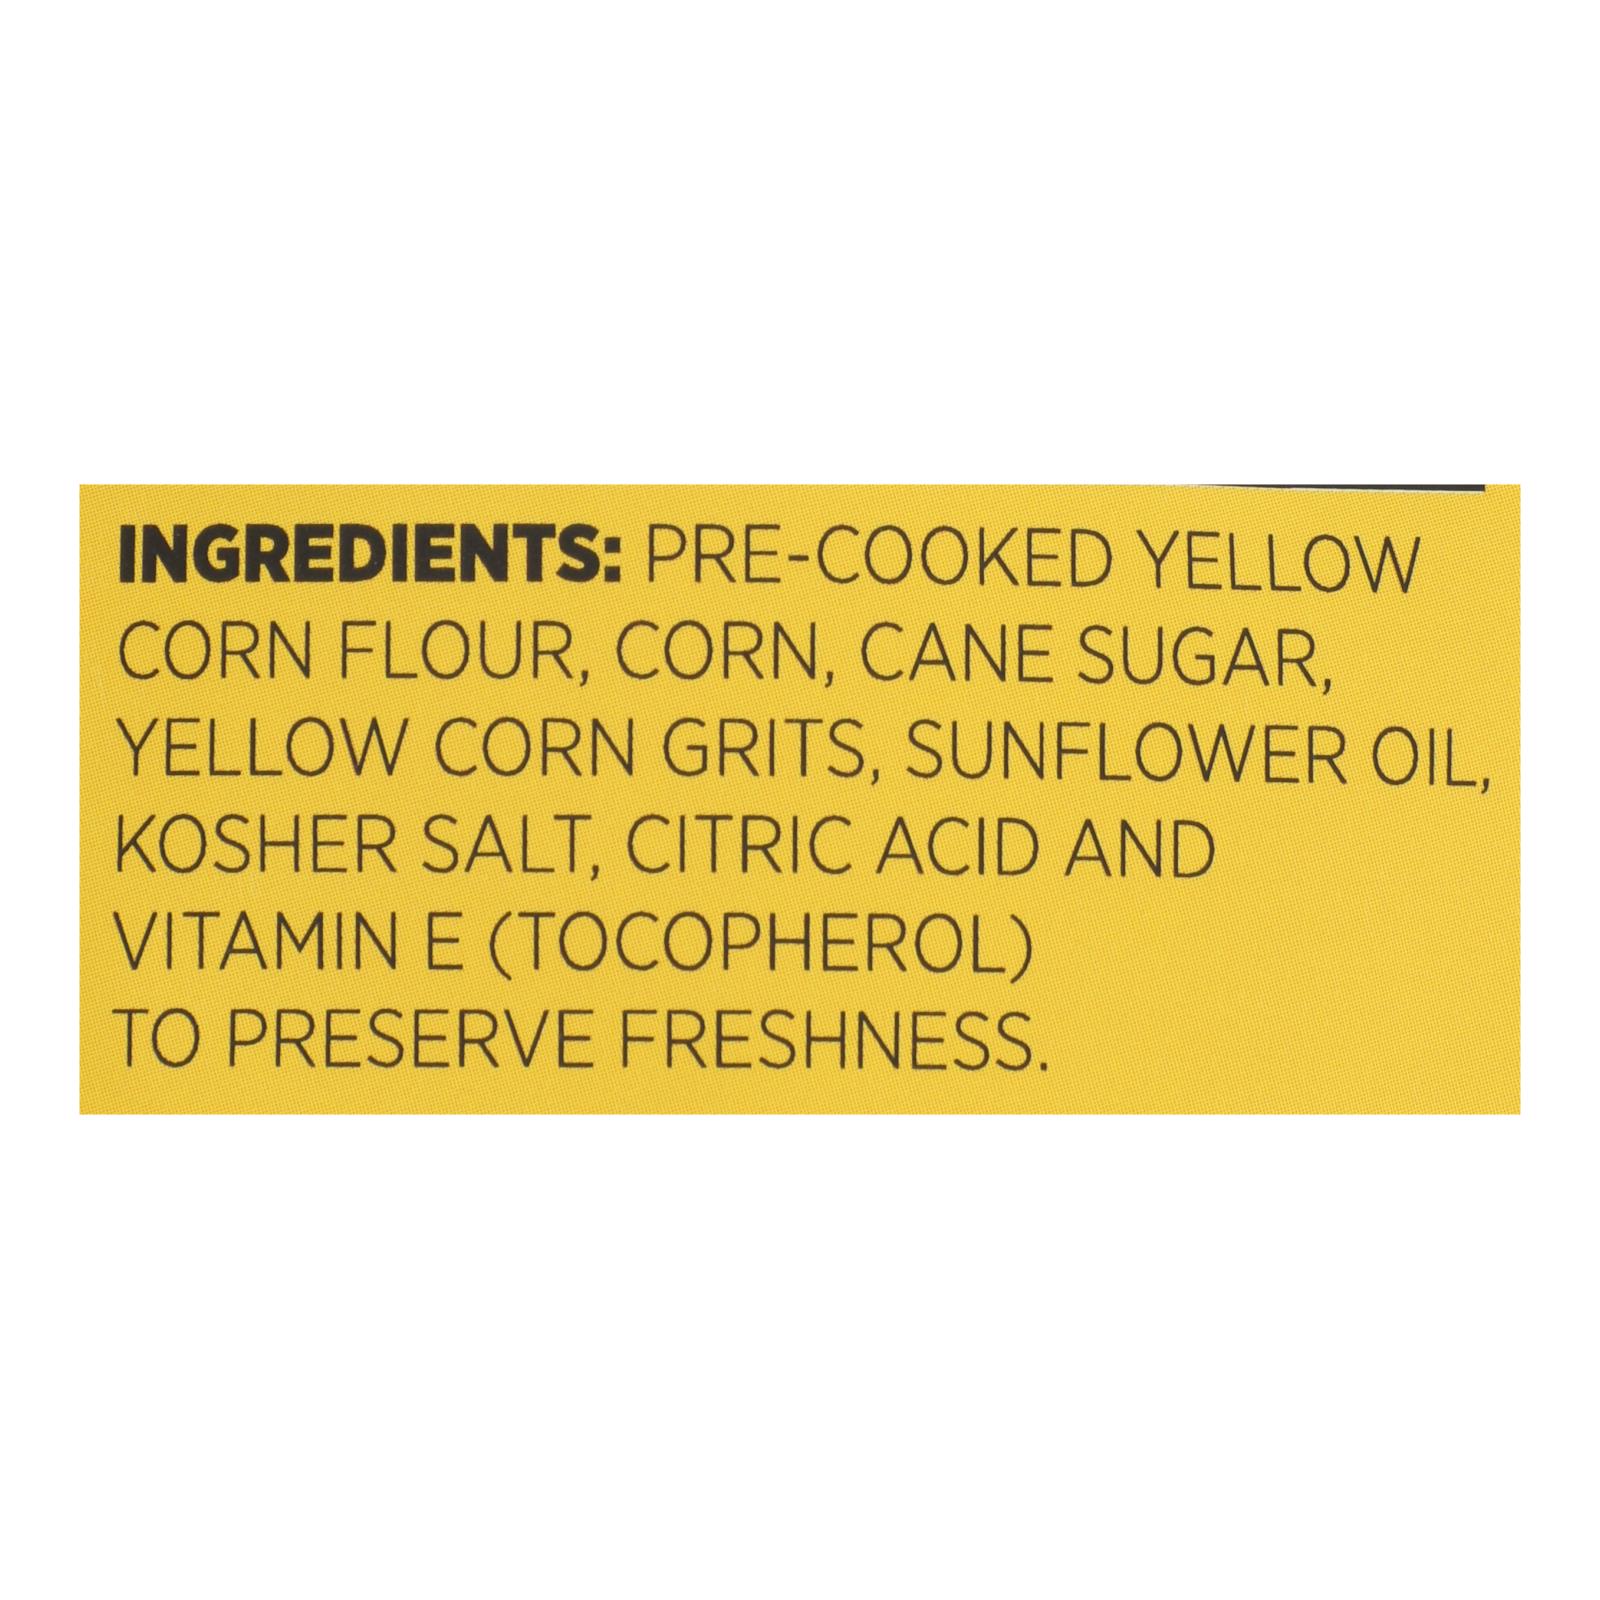 INGREDIENTS: PRE-COOKED YELLOW
CORN FLOUR, CORN, CANE SUGAR,
YELLOW CORN GRITS, SUNFLOWER OIL,
KOSHER SALT, CITRIC ACID AND
VITAMIN E (TOCOPHEROL)
TO PRESERVE FRESHNESS.